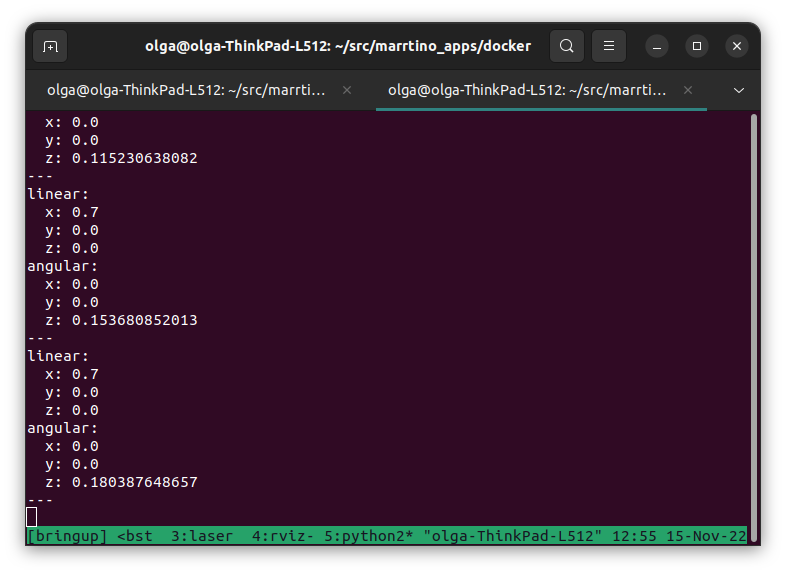 olga@olga-ThinkPad-L512: ~/src/marrtino_apps/docker
olga@olga-ThinkPad-L512: ~/src/marrti... × olga@olga-ThinkPad-L512: ~/src/marrti... ×
  x: 0.0
  y: 0.0
  z: 0.115230638082
---
linear:
  x: 0.7
  y: 0.0
  z: 0.0
angular:
  x: 0.0
  y: 0.0
  z: 0.153680852013
---
linear:
  x: 0.7
  y: 0.0
  z: 0.0
angular:
  x: 0.0
  y: 0.0
  z: 0.180387648657
---
[bringup] <bst  3:laser  4:rviz- 5:python2* "olga-ThinkPad-L512" 12:55 15-Nov-22